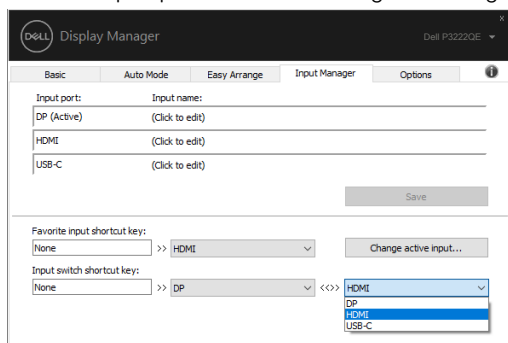 DELL Display Manager Dell P3222QE
x
Basic Auto Mode Easy Arrange Input Manager Options
Input port: Input name:
DP (Active) (Click to edit)
HDMI (Click to edit)
USB-C (Click to edit)
Save
Favorite input shortcut key:
None >> HDMI Change active input...
Input switch shortcut key:
None >> DP <<>> HDMI
DP
HDMI
USB-C